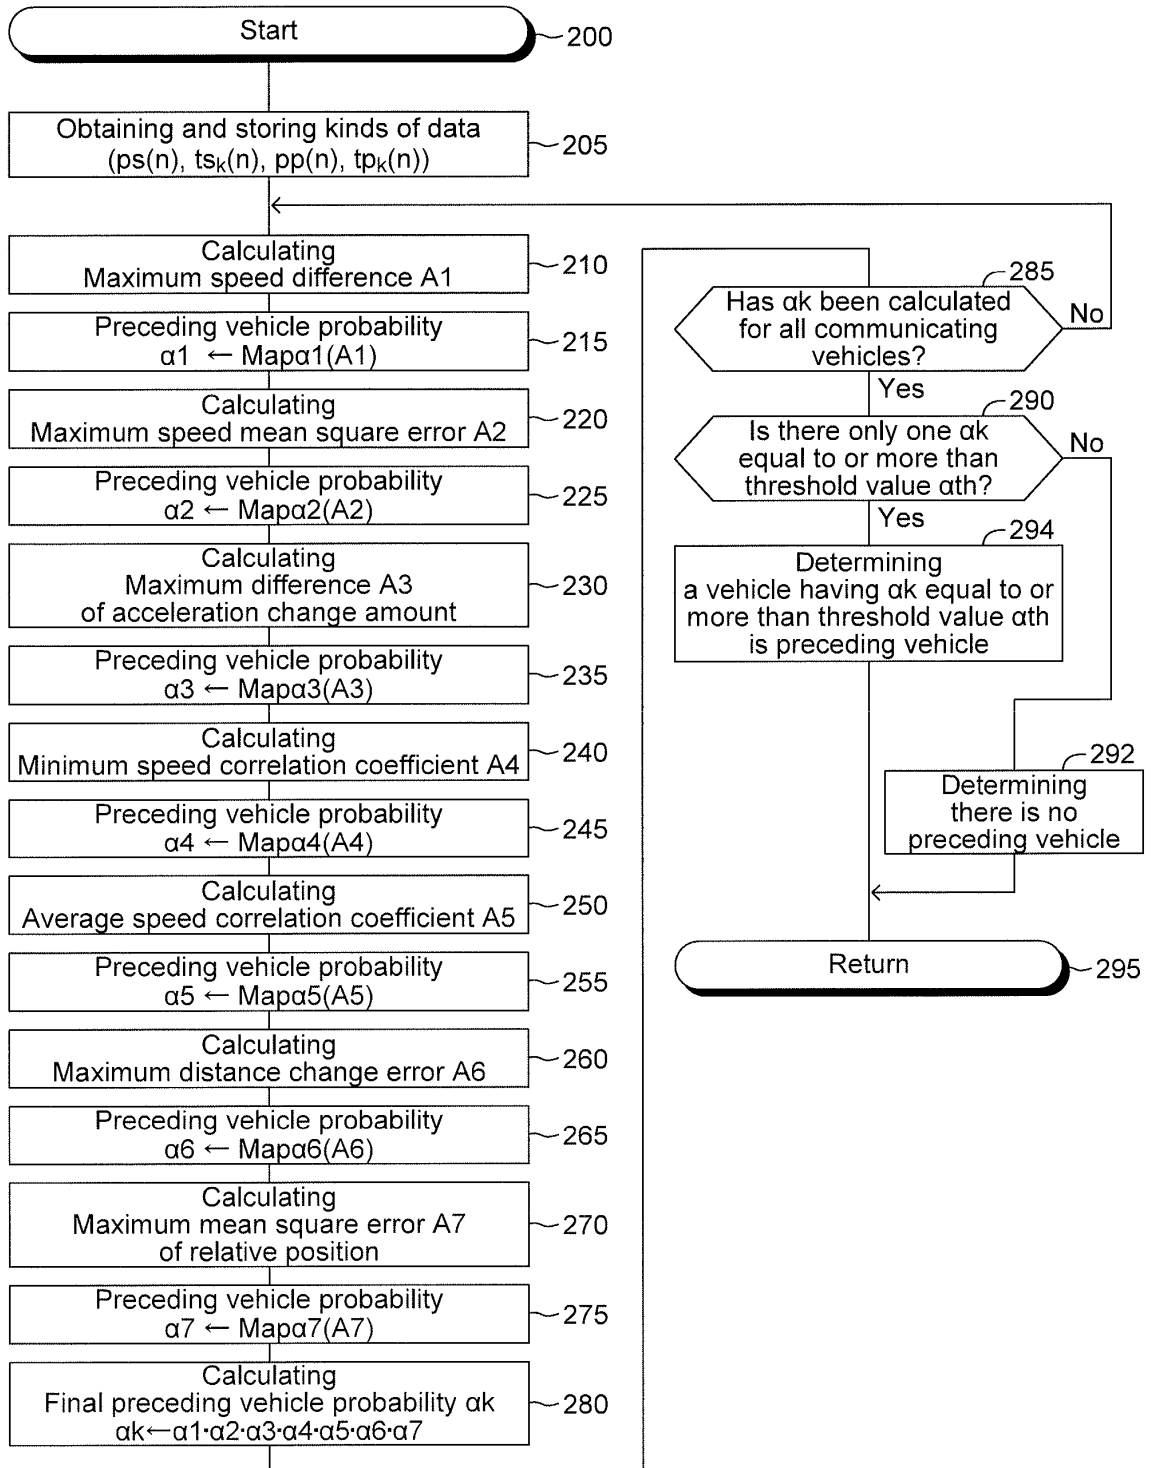 Start
200
Obtaining and storing kinds of data
(ps(n), tsₖ(n), pp(n), tpₖ(n))
205
Calculating
Maximum speed difference A1
210
Preceding vehicle probability
α1 ← Mapα1(A1)
215
Calculating
Maximum speed mean square error A2
220
Preceding vehicle probability
α2 ← Mapα2(A2)
225
Calculating
Maximum difference A3
of acceleration change amount
230
Preceding vehicle probability
α3 ← Mapα3(A3)
235
Calculating
Minimum speed correlation coefficient A4
240
Preceding vehicle probability
α4 ← Mapα4(A4)
245
Calculating
Average speed correlation coefficient A5
250
Preceding vehicle probability
α5 ← Mapα5(A5)
255
Calculating
Maximum distance change error A6
260
Preceding vehicle probability
α6 ← Mapα6(A6)
265
Calculating
Maximum mean square error A7
of relative position
270
Preceding vehicle probability
α7 ← Mapα7(A7)
275
Calculating
Final preceding vehicle probability αk
αk←α1·α2·α3·α4·α5·α6·α7
280
285
Has αk been calculated
for all communicating
vehicles?
No
Yes
290
Is there only one αk
equal to or more than
threshold value αth?
No
Yes
294
Determining
a vehicle having αk equal to or
more than threshold value αth
is preceding vehicle
292
Determining
there is no
preceding vehicle
Return
295